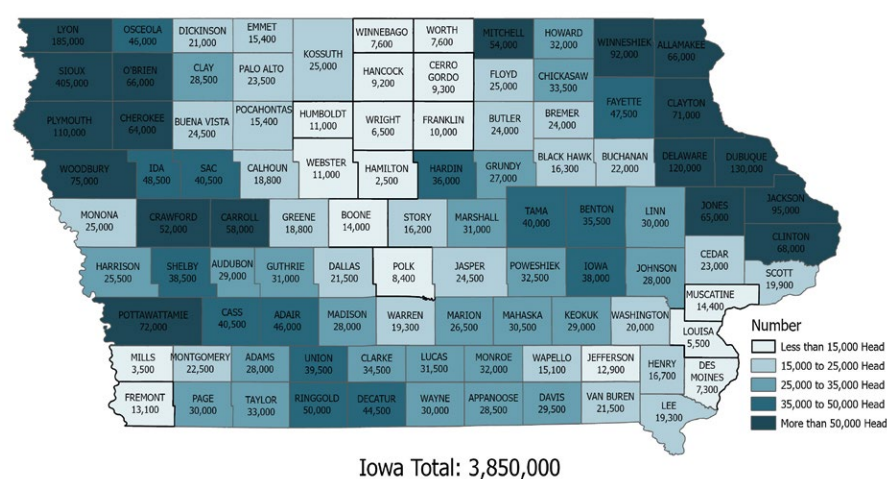 LYON
185,000
OSCEOLA
46,000
DICKINSON
21,000
EMMET
15,400
KOSSUTH
25,000
WINNEBAGO
7,600
WORTH
7,600
MITCHELL
54,000
HOWARD
32,000
WINNESHIEK
92,000
ALLAMAKEE
66,000
SIOUX
405,000
O'BRIEN
66,000
CLAY
28,500
PALO ALTO
23,500
HANCOCK
9,200
CERRO
GORDO
9,300
FLOYD
25,000
CHICKASAW
33,500
PLYMOUTH
110,000
CHEROKEE
64,000
BUENA VISTA
24,500
POCAHONTAS
15,400
HUMBOLDT
11,000
WRIGHT
6,500
FRANKLIN
10,000
BUTLER
24,000
BREMER
24,000
FAYETTE
47,500
CLAYTON
71,000
WOODBURY
75,000
IDA
48,500
SAC
40,500
CALHOUN
18,800
WEBSTER
11,000
HAMILTON
2,500
HARDIN
36,000
GRUNDY
27,000
BLACK HAWK
16,300
BUCHANAN
22,000
DELAWARE
120,000
DUBUQUE
130,000
MONONA
25,000
CRAWFORD
52,000
CARROLL
58,000
GREENE
18,800
BOONE
14,000
STORY
16,200
MARSHALL
31,000
TAMA
40,000
BENTON
35,500
LINN
30,000
JONES
65,000
JACKSON
95,000
CLINTON
68,000
HARRISON
25,500
SHELBY
38,500
AUDUBON
29,000
GUTHRIE
31,000
DALLAS
21,500
POLK
8,400
JASPER
24,500
POWESHIEK
32,500
IOWA
38,000
JOHNSON
28,000
CEDAR
23,000
SCOTT
19,900
MUSCATINE
14,400
POTTAWATTAMIE
72,000
CASS
40,500
ADAIR
46,000
MADISON
28,000
WARREN
19,300
MARION
26,500
MAHASKA
30,500
KEOKUK
29,000
WASHINGTON
20,000
LOUISA
5,500
MILLS
3,500
MONTGOMERY
22,500
ADAMS
28,000
UNION
39,500
CLARKE
34,500
LUCAS
31,500
MONROE
32,000
WAPELLO
15,100
JEFFERSON
12,900
HENRY
16,700
DES
MOINES
7,300
FREMONT
13,100
PAGE
30,000
TAYLOR
33,000
RINGGOLD
50,000
DECATUR
44,500
WAYNE
30,000
APPANOOSE
28,500
DAVIS
29,500
VAN BUREN
21,500
LEE
19,300
Number
Less than 15,000 Head
15,000 to 25,000 Head
25,000 to 35,000 Head
35,000 to 50,000 Head
More than 50,000 Head
Iowa Total: 3,850,000